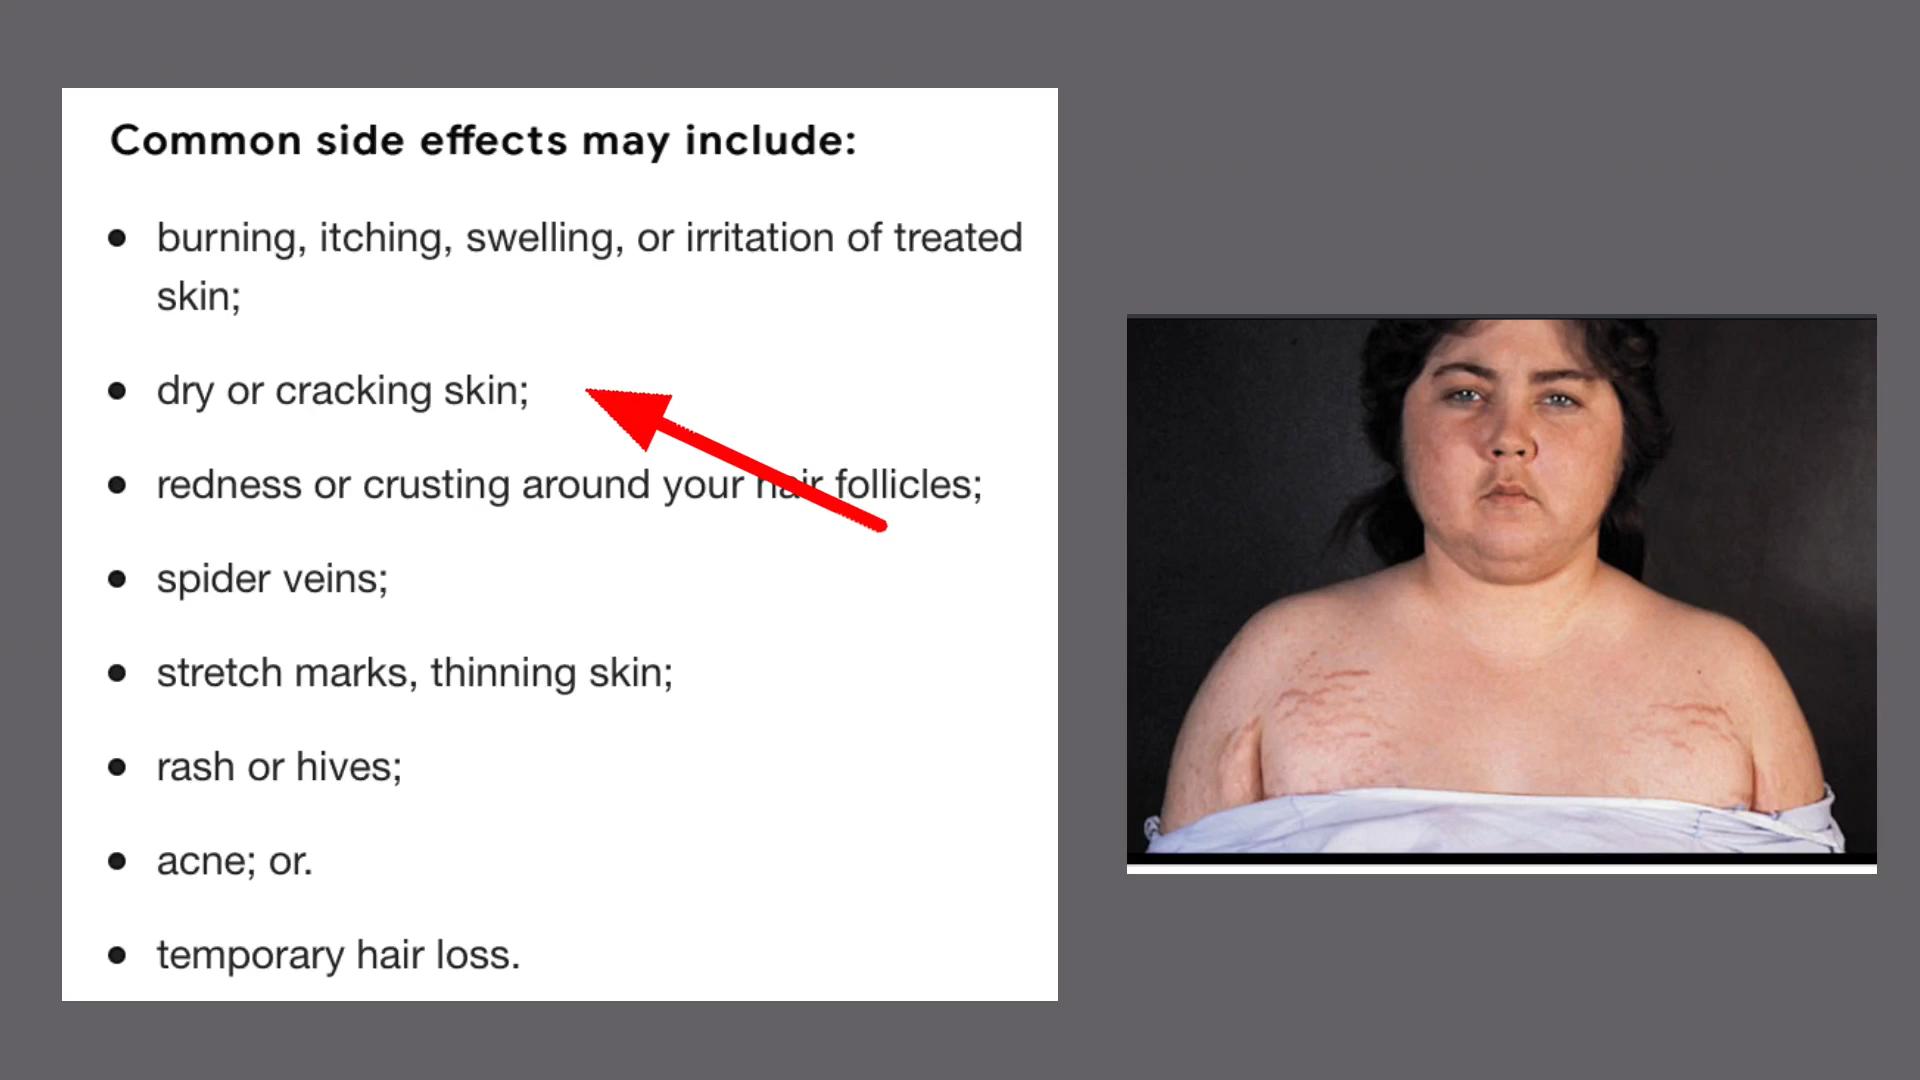 Common side effects may include:
• burning, itching, swelling, or irritation of treated
skin;
• dry or cracking skin;
• redness or crusting around your hair follicles;
• spider veins;
• stretch marks, thinning skin;
• rash or hives;
• acne; or.
• temporary hair loss.